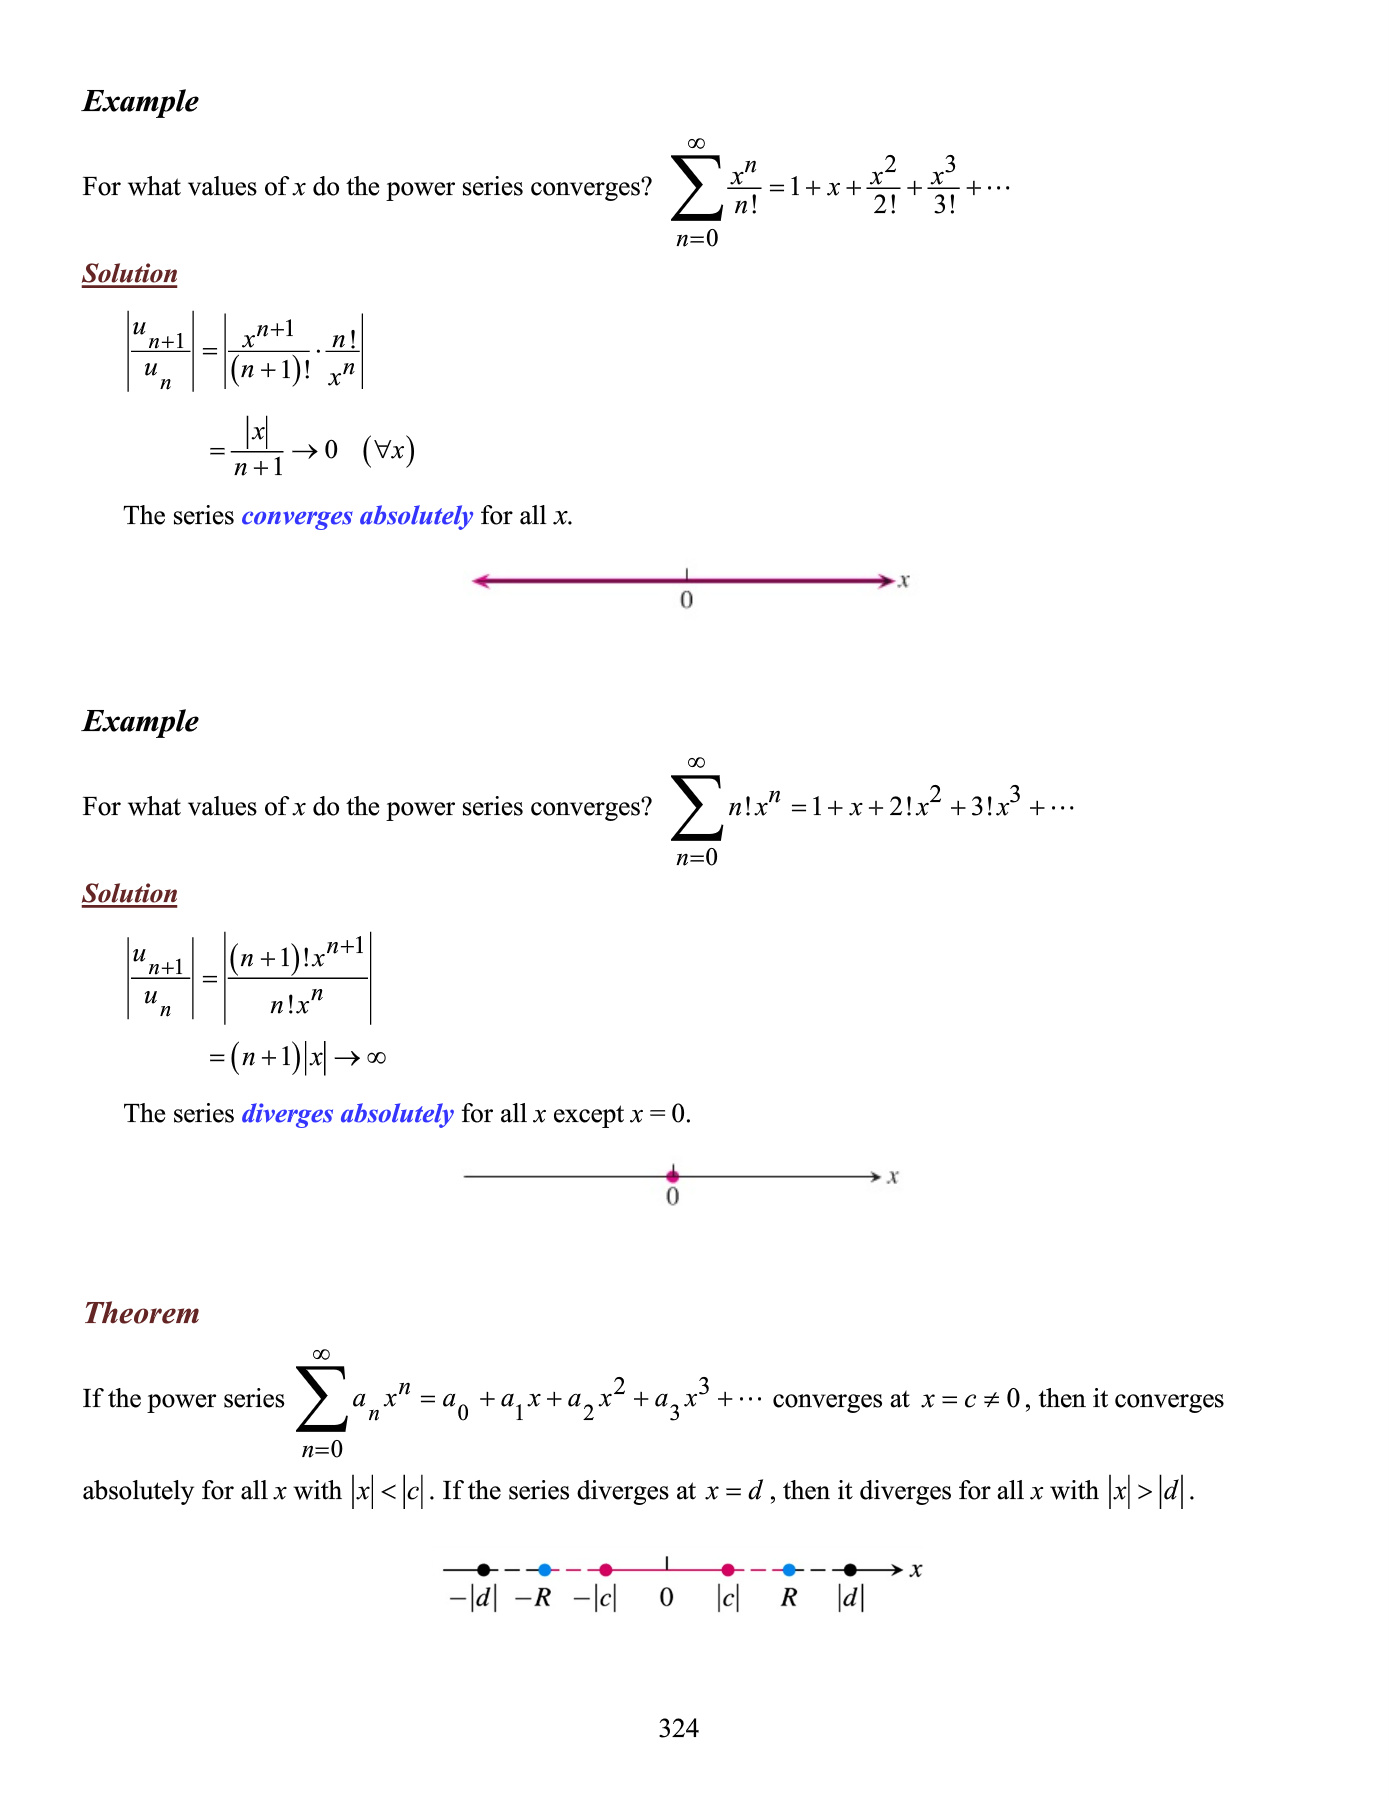 Example
For what values of x do the power series converges? $\sum_{n=0}^{\infty} \frac{x^n}{n!} = 1 + x + \frac{x^2}{2!} + \frac{x^3}{3!} + \cdots$
Solution
$\left|\frac{u_{n+1}}{u_n}\right| = \left|\frac{x^{n+1}}{(n+1)!} \cdot \frac{n!}{x^n}\right|$
$= \frac{|x|}{n+1} \to 0 \quad (\forall x)$
The series converges absolutely for all x.
x
0
Example
For what values of x do the power series converges? $\sum_{n=0}^{\infty} n! x^n = 1 + x + 2! x^2 + 3! x^3 + \cdots$
Solution
$\left|\frac{u_{n+1}}{u_n}\right| = \left|\frac{(n+1)! x^{n+1}}{n! x^n}\right|$
$= (n+1)|x| \to \infty$
The series diverges absolutely for all x except x = 0.
x
0
Theorem
If the power series $\sum_{n=0}^{\infty} a_n x^n = a_0 + a_1 x + a_2 x^2 + a_3 x^3 + \cdots$ converges at $x = c \neq 0$, then it converges
absolutely for all x with $|x| < |c|$. If the series diverges at $x = d$, then it diverges for all x with $|x| > |d|$.
x
−|d| −R −|c| 0 |c| R |d|
324